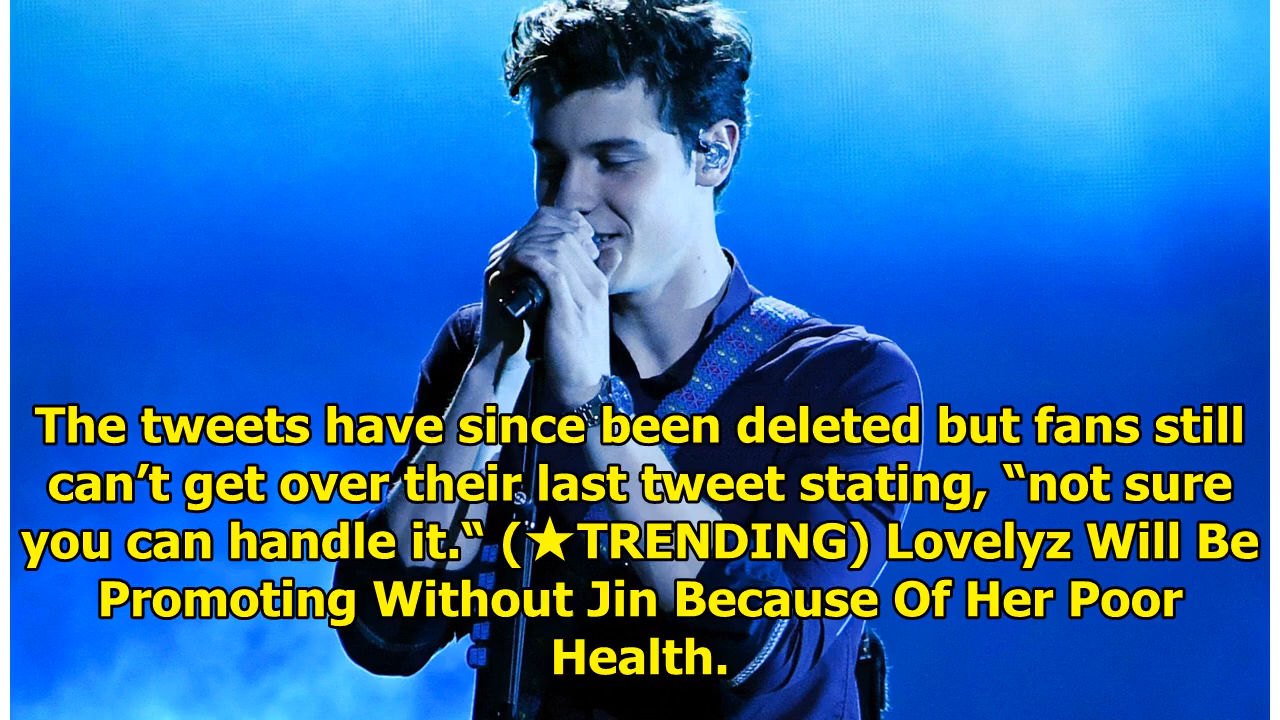 The tweets have since been deleted but fans still
can’t get over their last tweet stating, “not sure
you can handle it.“ (★TRENDING) Lovelyz Will Be
Promoting Without Jin Because Of Her Poor
Health.